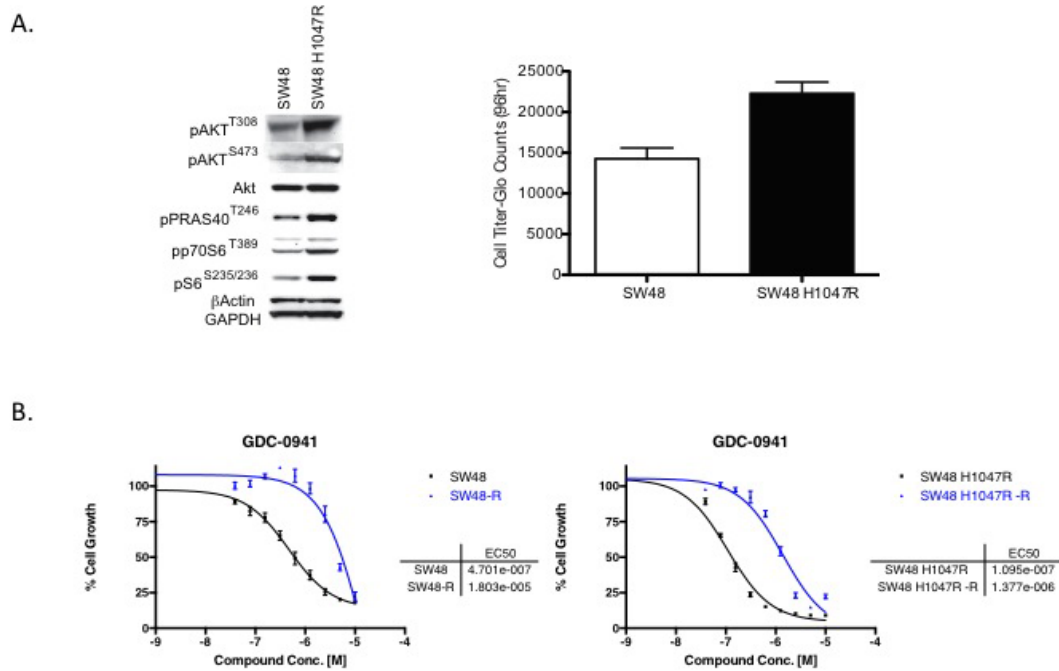 A.
SW48
SW48 H1047R
pAKT T308
pAKT S473
Akt
pPRAS40 T246
pp70S6 T389
pS6 S235/236
βActin
GAPDH
Cell Titer-Glo Counts (96hr)
25000
20000
15000
10000
5000
0
SW48
SW48 H1047R
B.
GDC-0941
% Cell Growth
100
75
50
25
0
-9 -8 -7 -6 -5 -4
Compound Conc. [M]
SW48
SW48-R
EC50
SW48 4.701e-007
SW48-R 1.803e-005
GDC-0941
% Cell Growth
100
75
50
25
0
-9 -8 -7 -6 -5 -4
Compound Conc. [M]
SW48 H1047R
SW48 H1047R -R
EC50
SW48 H1047R 1.095e-007
SW48 H1047R -R 1.377e-006